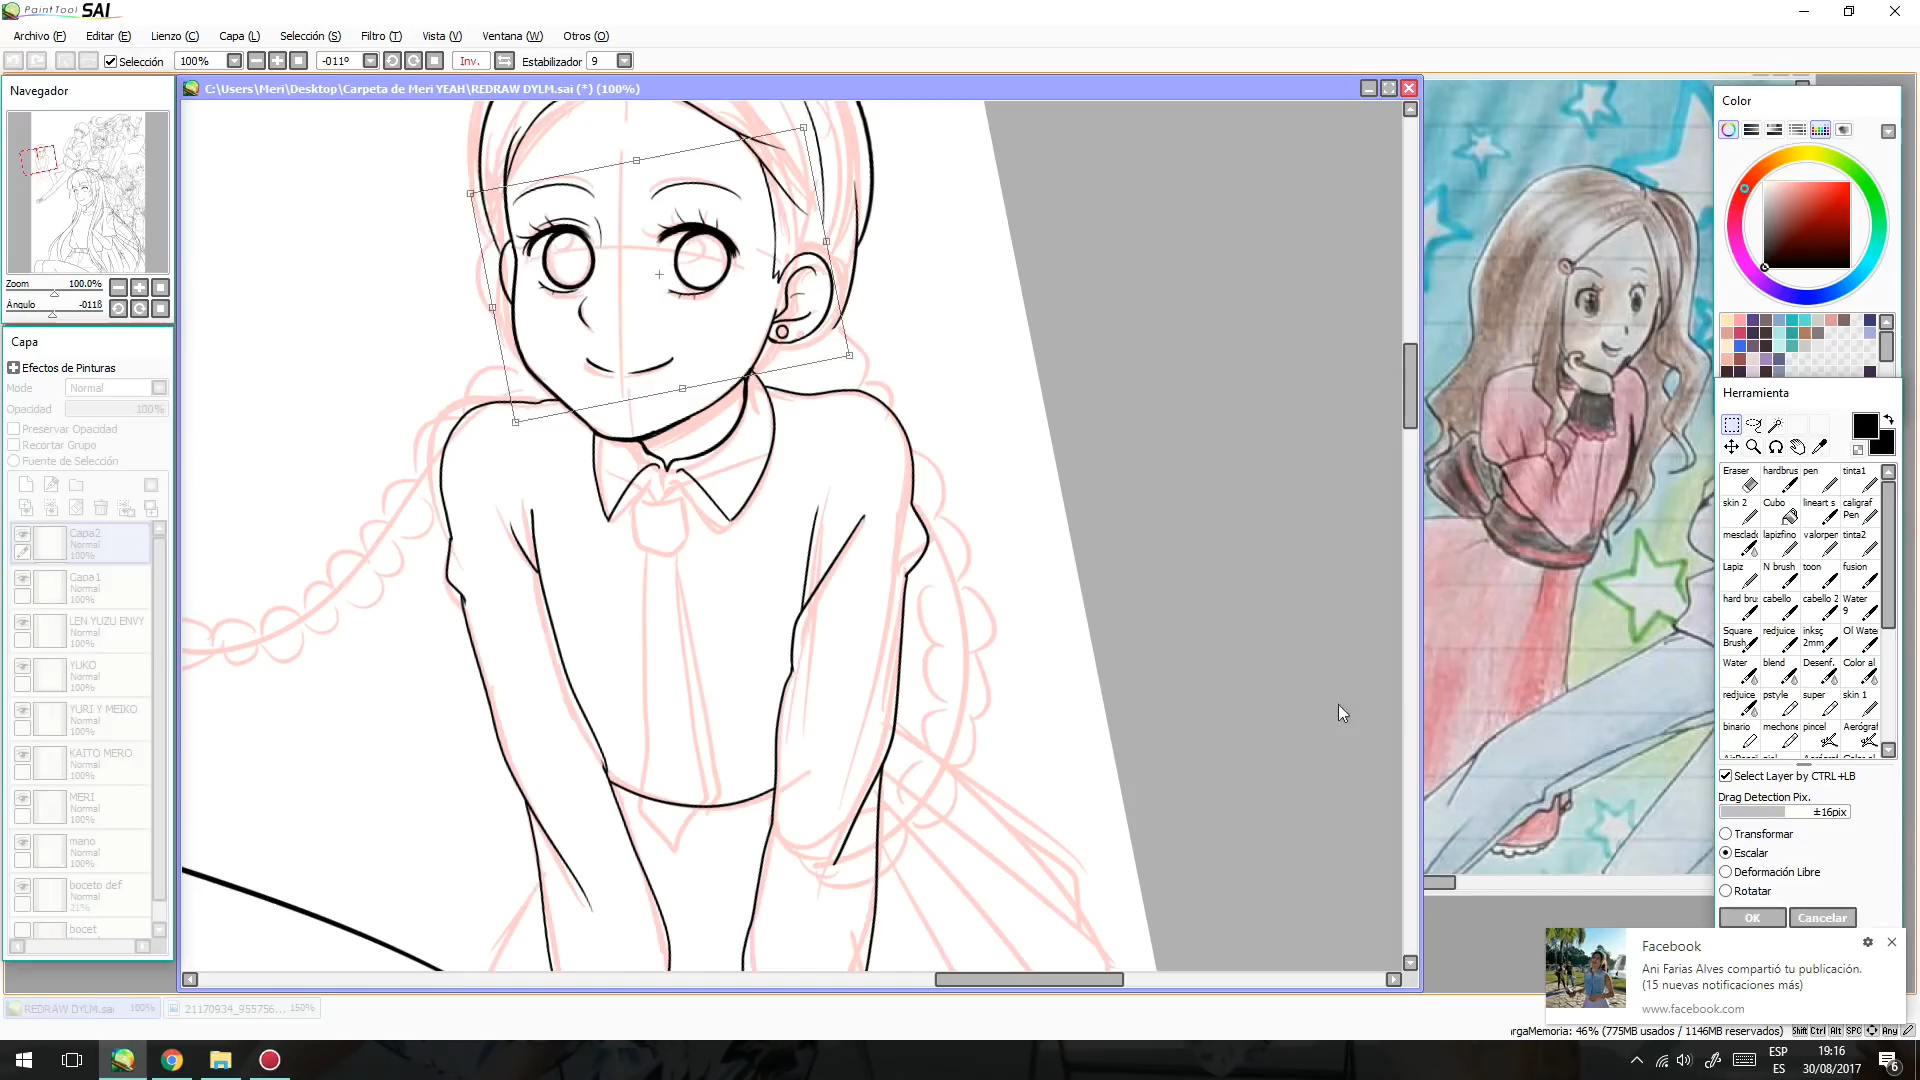 PaintTool SAI
Archivo (F) Editar (E) Lienzo (C) Capa (L) Selección (S) Filtro (T) Vista (V) Ventana (W) Otros (O)
Selección 100% -011º Inv. Estabilizador 9
Navegador
C:\Users\Meri\Desktop\Carpeta de Meri YEAH\REDRAW DYLM.sai (*) (100%)
Color
Zoom 100.0%
Ángulo -011ß
Capa
Efectos de Pinturas
Mode Normal
Opacidad 100%
Preservar Opacidad
Recortar Grupo
Fuente de Selección
Capa2
Normal
100%
Capa1
Normal
100%
LEN YUZU ENVY
Normal
100%
YUKO
Normal
100%
YURI Y MEIKO
Normal
100%
KAITO MERO
Normal
100%
MERI
Normal
100%
mano
Normal
100%
boceto def
Normal
21%
bocet
Herramienta
Eraser hardbrus pen tinta1
skin 2 Cubo lineart s caligraf
Pen
mesclado lapizfino valorpen tinta2
Lapiz N brush toon fusion
hard bru: cabello cabello 2 Water
9
Square redjuice inksç Ol Wate
Brush 2mm
Water blend Desenf. Color al
redjuice pstyle super skin 1
binario mechone pincel Aerógraf
Select Layer by CTRL+LB
Drag Detection Pix.
±16pix
Transformar
Escalar
Deformación Libre
Rotatar
OK Cancelar
Facebook
Ani Farias Alves compartió tu publicación.
(15 nuevas notificaciones más)
www.facebook.com
REDRAW DYLM.sai 100% 21170934_955756... 150%
rgaMemoria: 46% (775MB usados / 1146MB reservados) Shift Ctrl Alt SPC Any
ESP
ES
19:16
30/08/2017
6